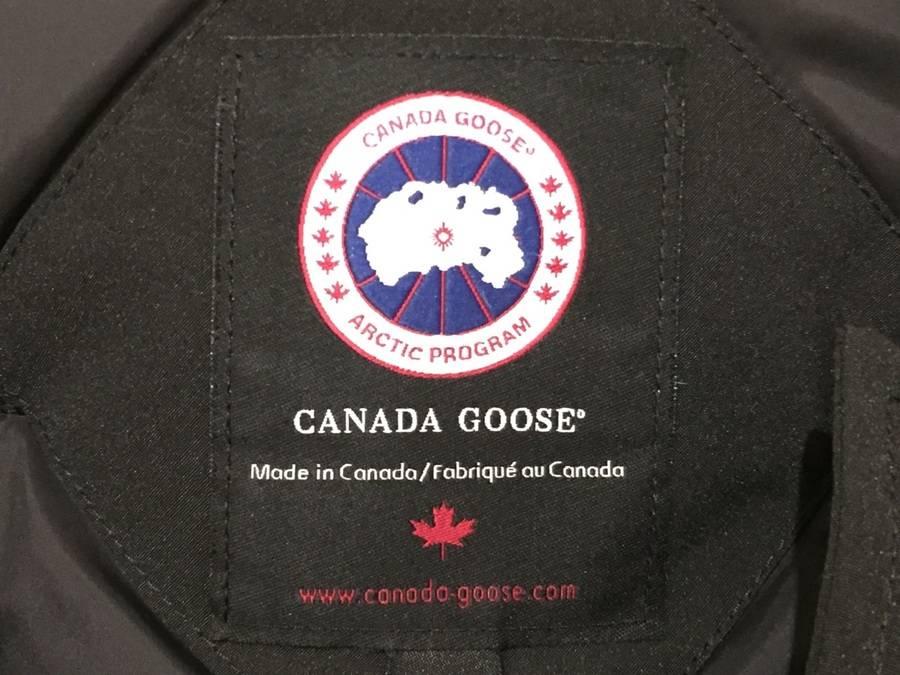 CANADA GOOSE®
ARCTIC PROGRAM
CANADA GOOSE®
Made in Canada/Fabriqué au Canada
www.canada-goose.com